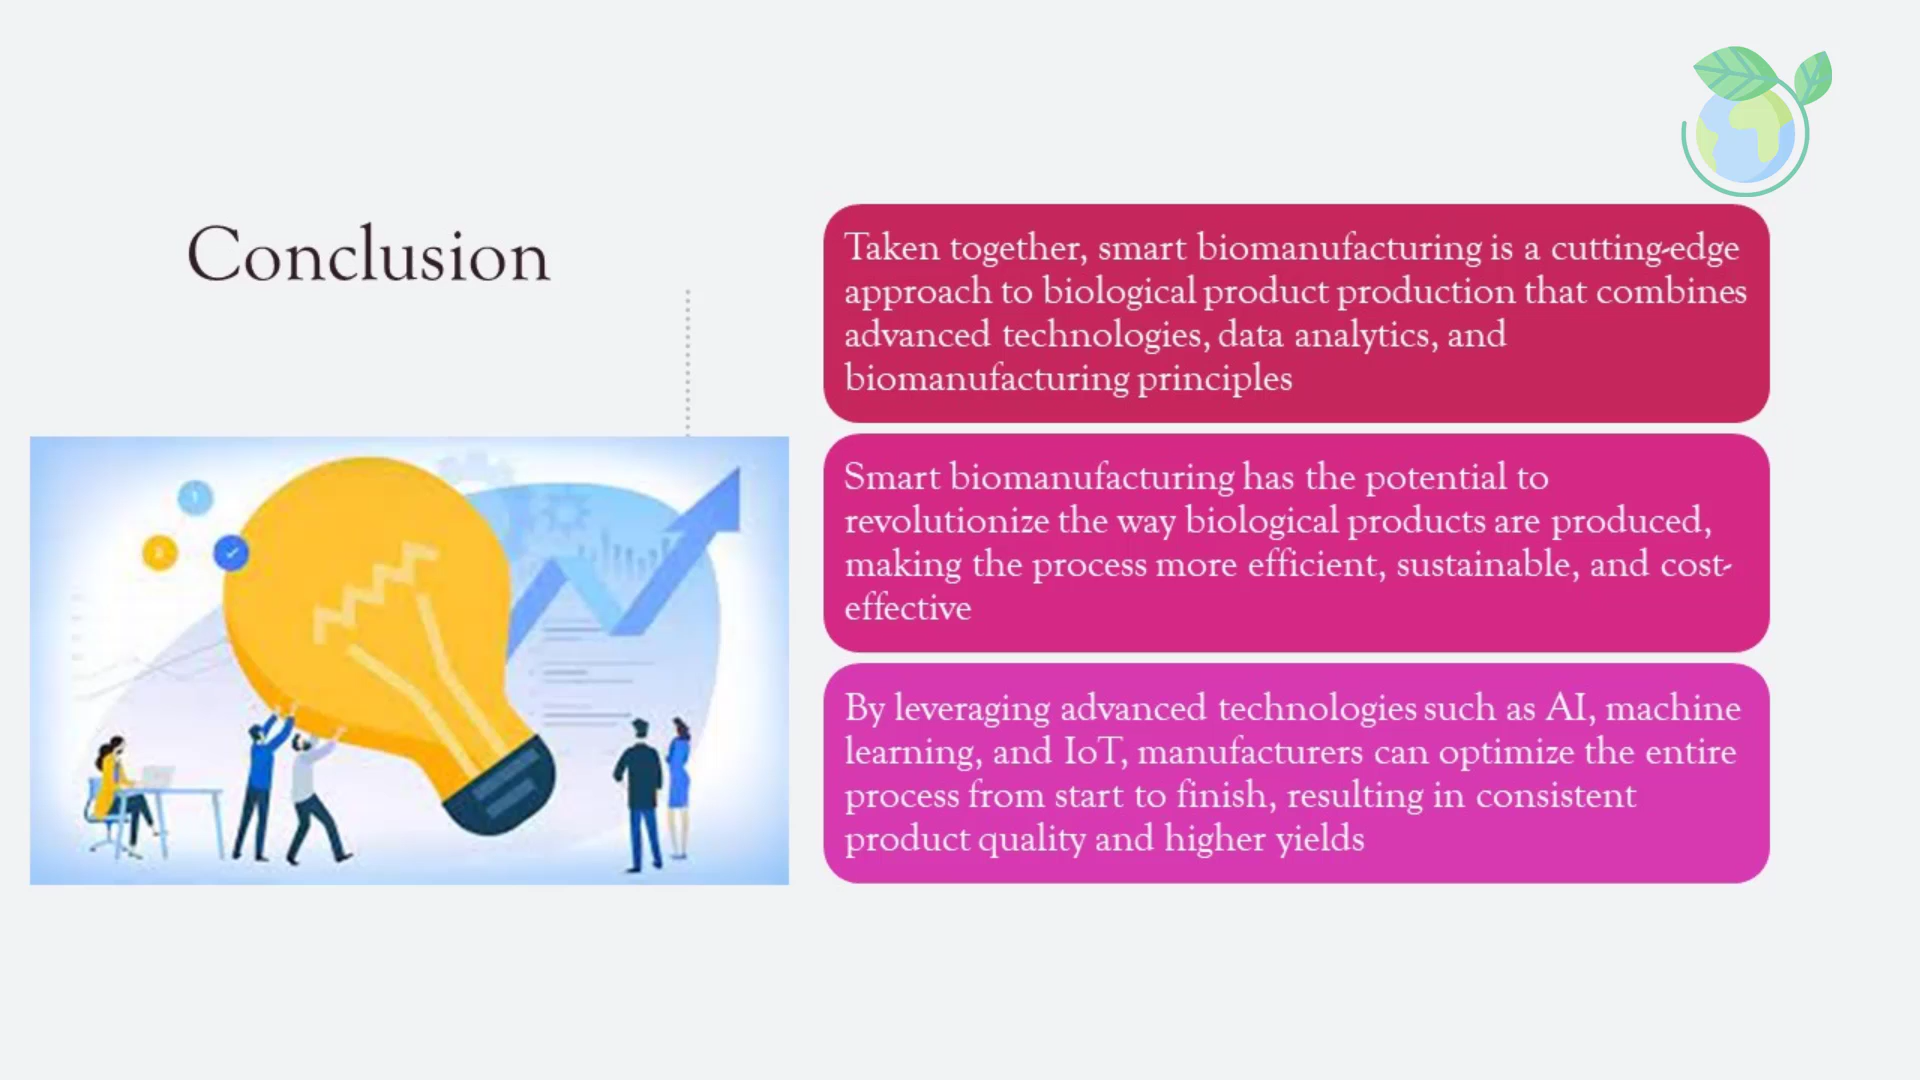 Conclusion
Taken together, smart biomanufacturing is a cutting-edge
approach to biological product production that combines
advanced technologies, data analytics, and
biomanufacturing principles
Smart biomanufacturing has the potential to
revolutionize the way biological products are produced,
making the process more efficient, sustainable, and cost-
effective
By leveraging advanced technologies such as AI, machine
learning, and IoT, manufacturers can optimize the entire
process from start to finish, resulting in consistent
product quality and higher yields